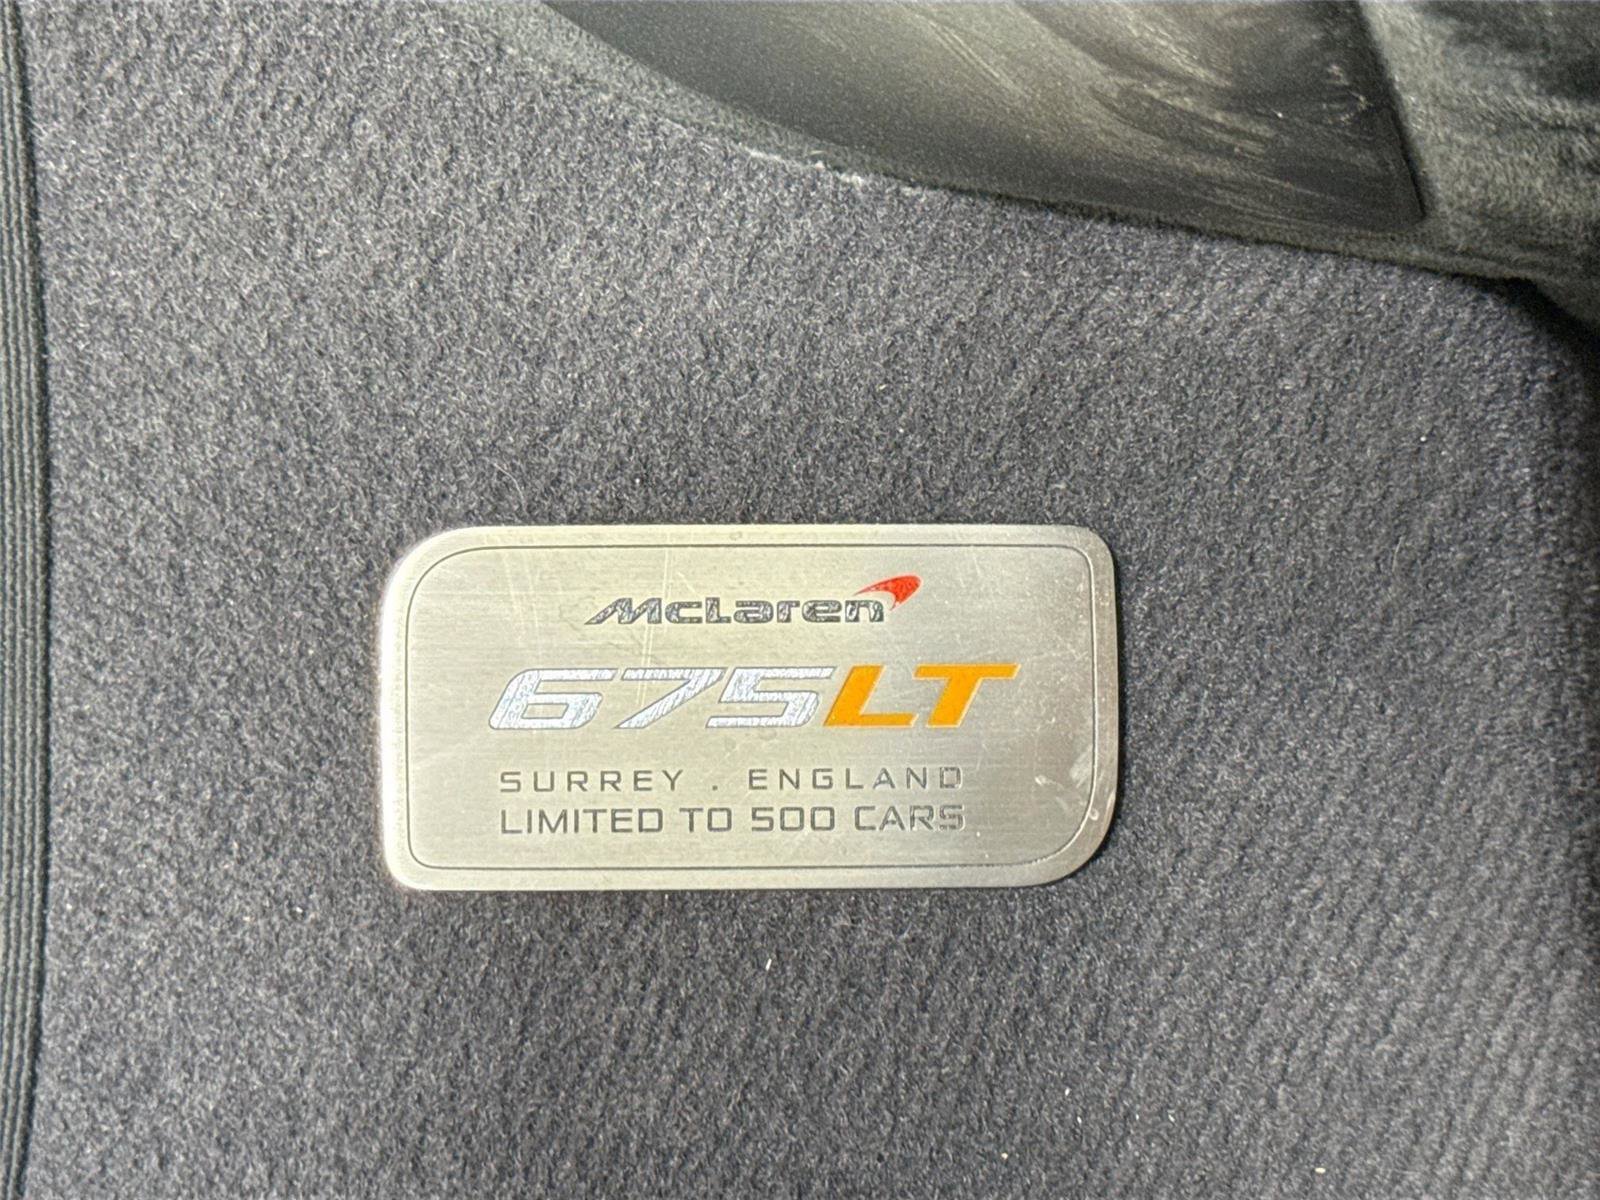 McLaren
675LT
SURREY . ENGLAND
LIMITED TO 500 CARS